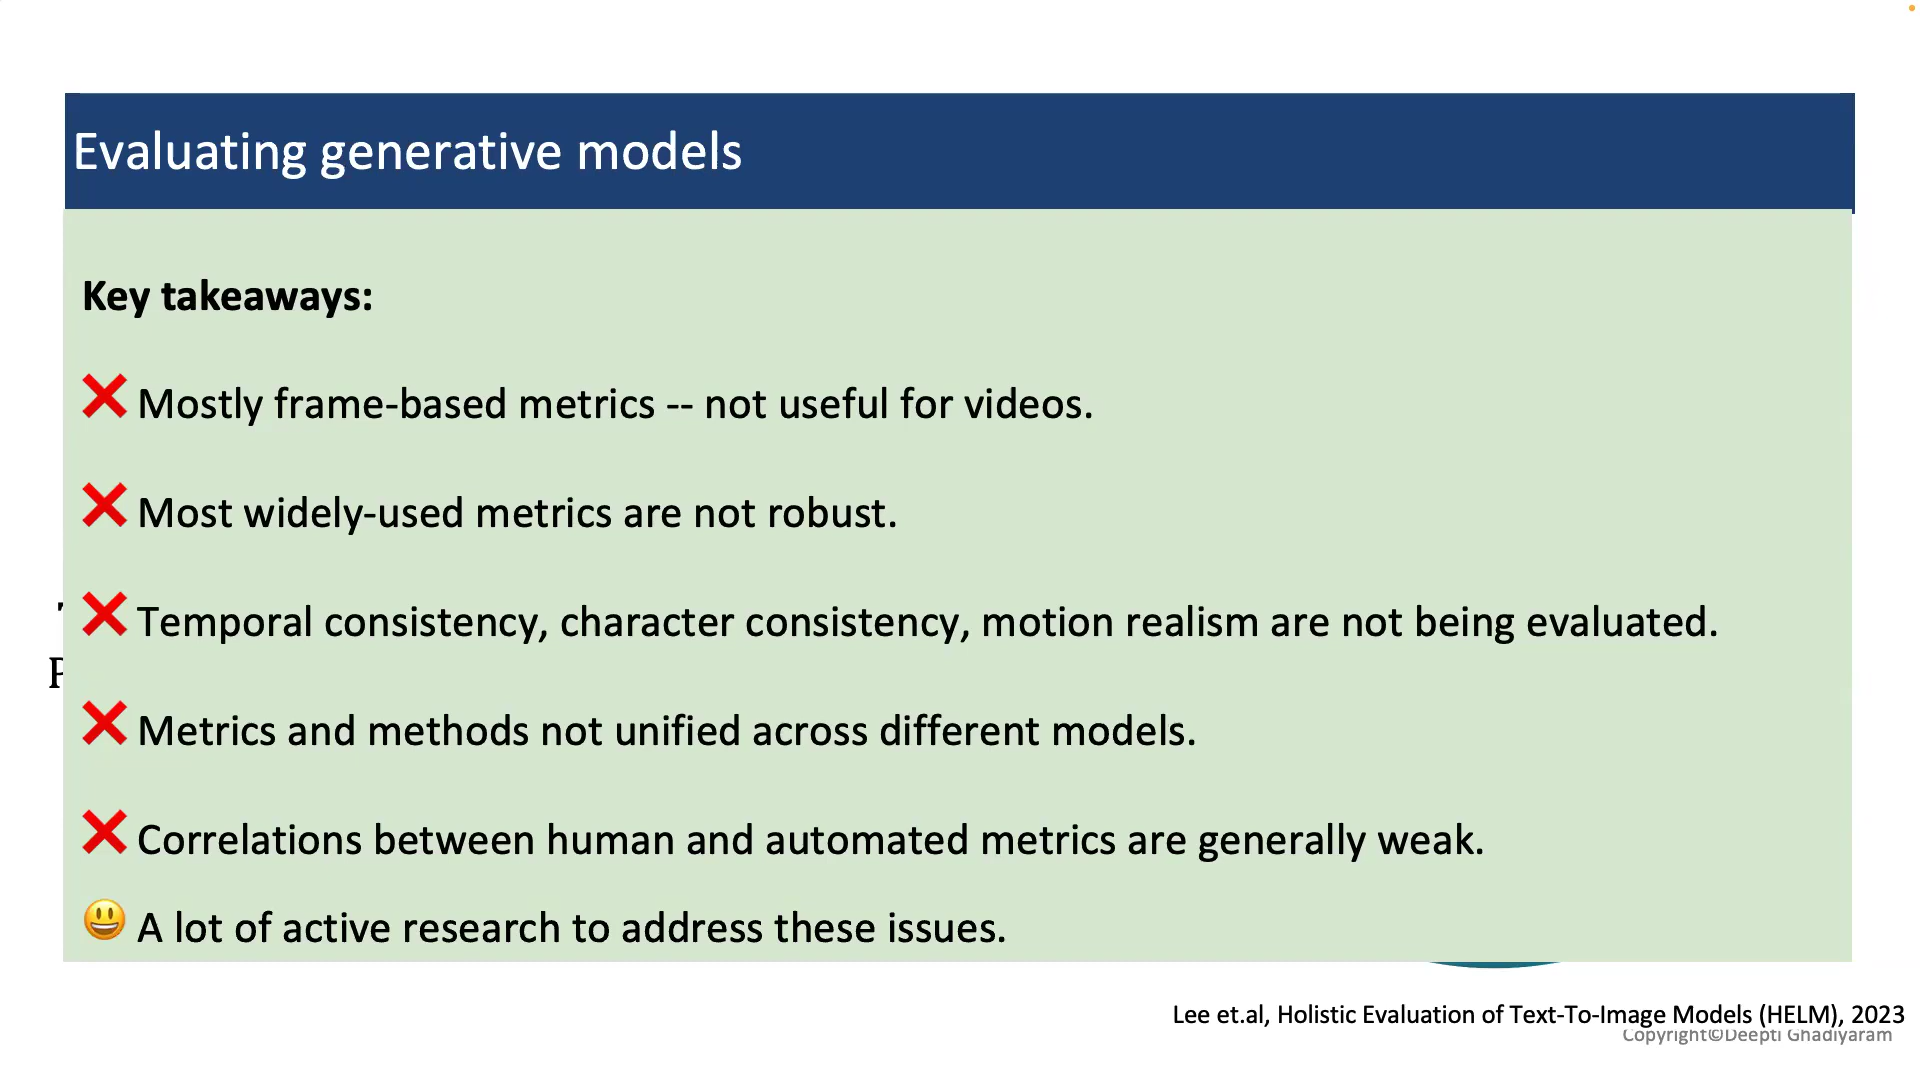 Evaluating generative models
Key takeaways:
❌ Mostly frame-based metrics -- not useful for videos.
❌ Most widely-used metrics are not robust.
❌ Temporal consistency, character consistency, motion realism are not being evaluated.
❌ Metrics and methods not unified across different models.
❌ Correlations between human and automated metrics are generally weak.
😃 A lot of active research to address these issues.
Lee et.al, Holistic Evaluation of Text-To-Image Models (HELM), 2023
Copyright©Deepti Ghadiyaram